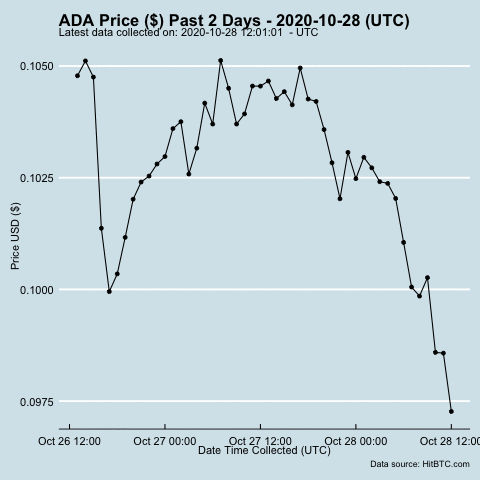 ADA Price ($) Past 2 Days - 2020-10-28 (UTC)
Latest data collected on: 2020-10-28 12:01:01 - UTC
0.1050
0.1025
0.1000
0.0975
Price USD ($)
Oct 26 12:00 Oct 27 00:00 Oct 27 12:00 Oct 28 00:00 Oct 28 12:00
Date Time Collected (UTC)
Data source: HitBTC.com